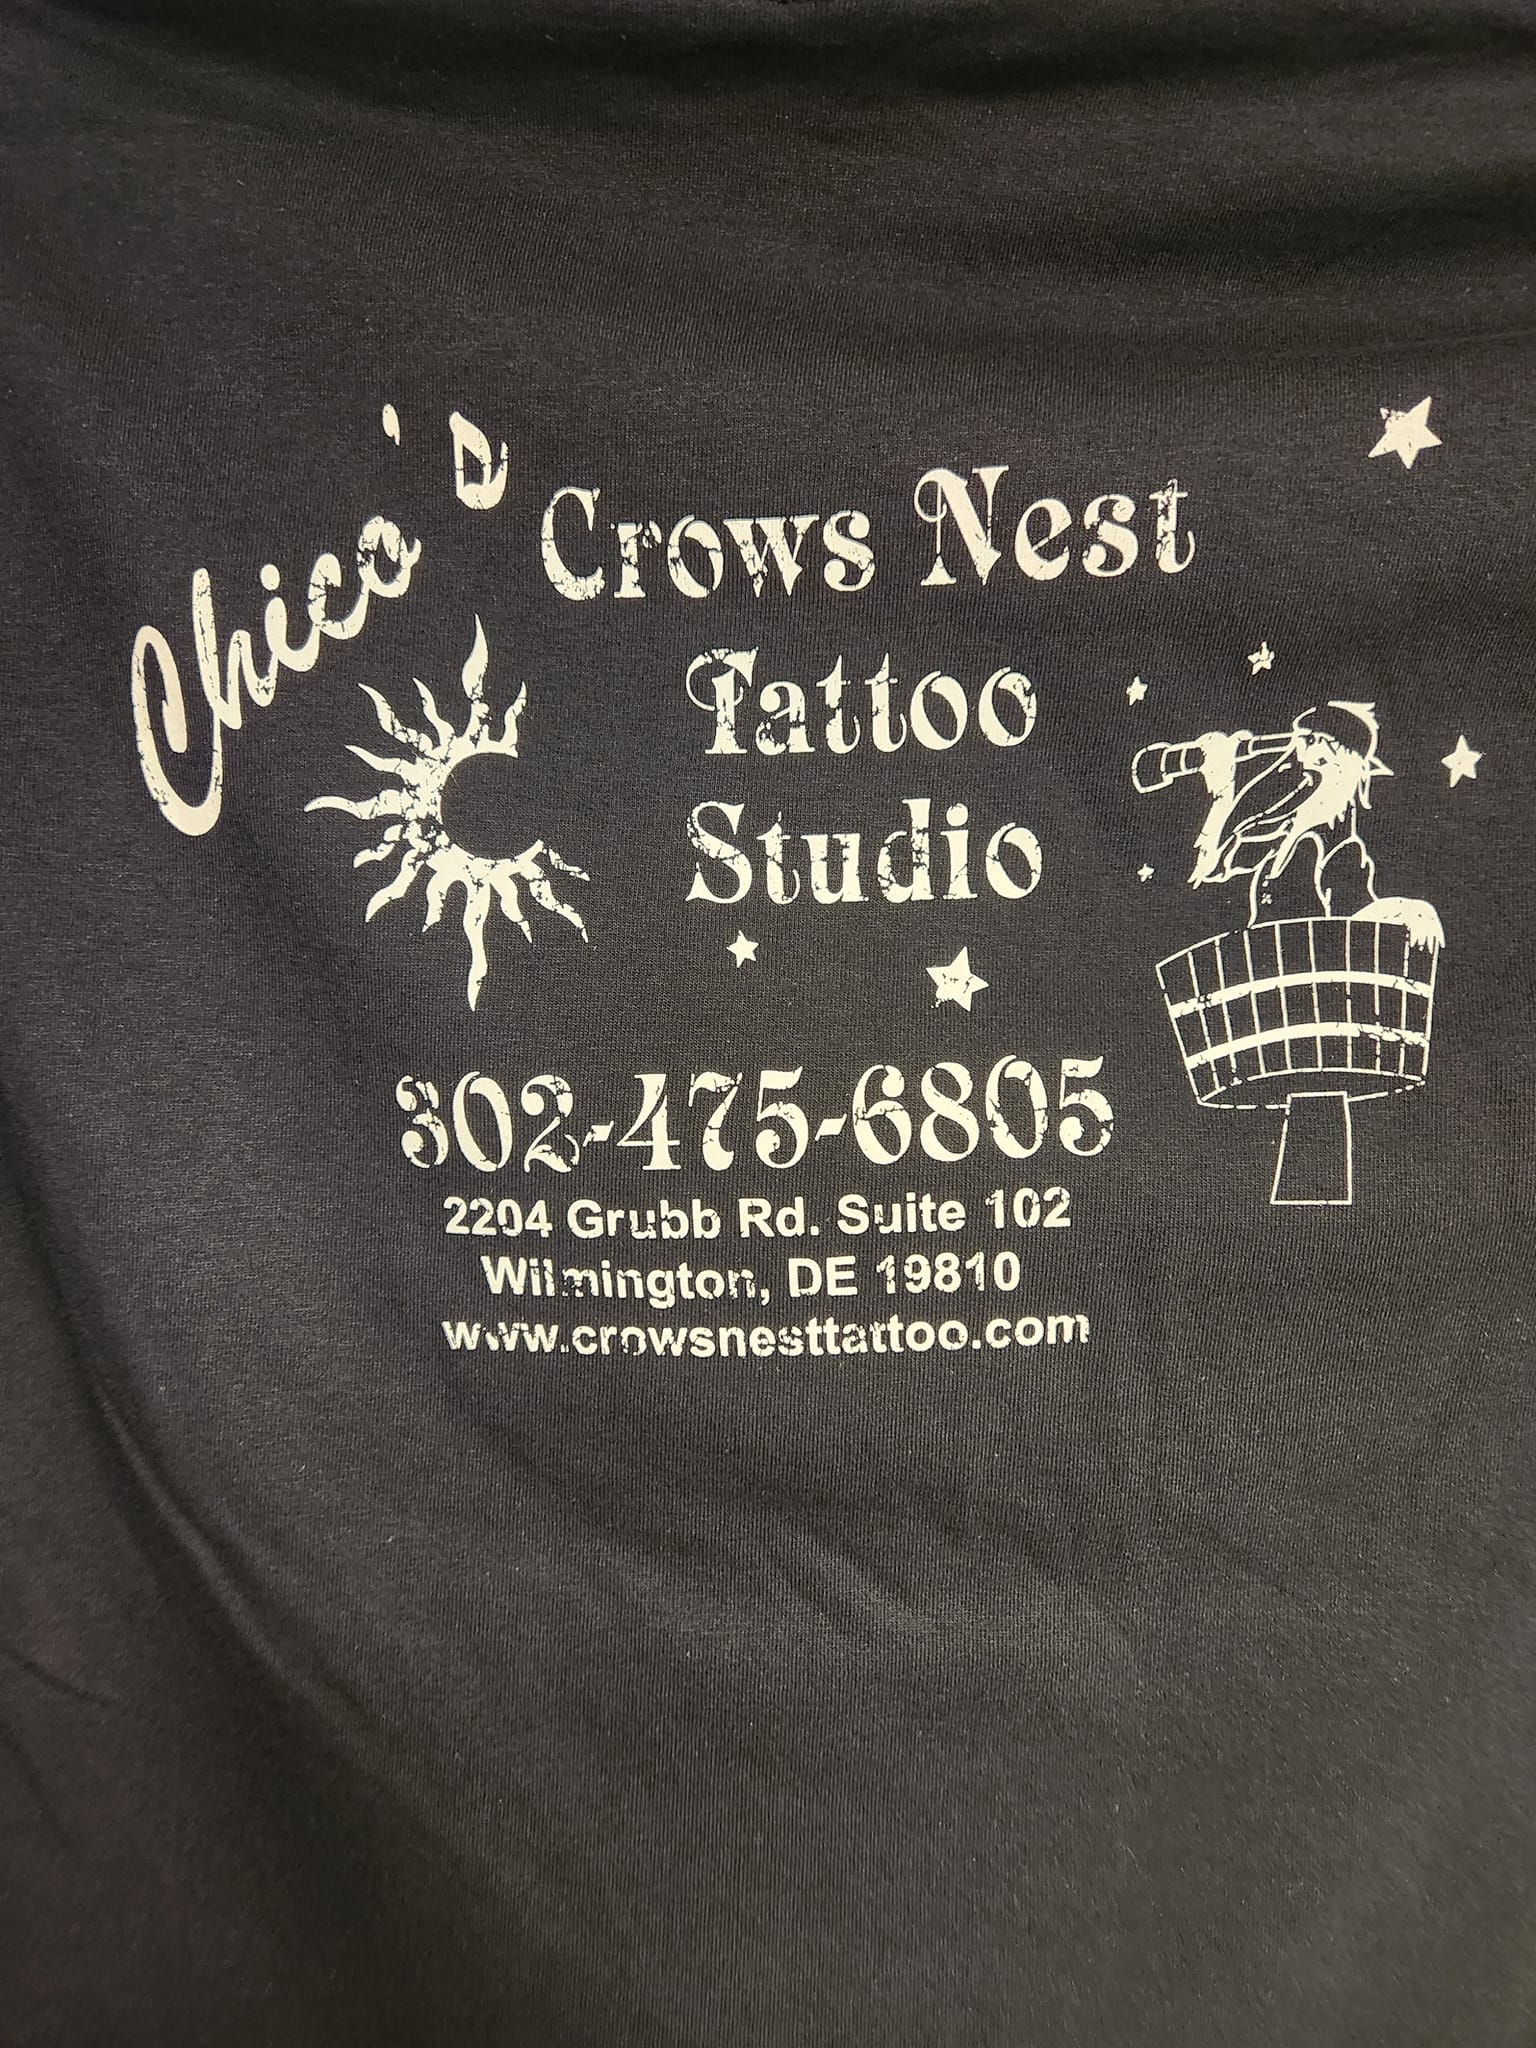 Chico's
Crows Nest
Tattoo
Studio
302-475-6805
2204 Grubb Rd. Suite 102
Wilmington, DE 19810
www.crowsnesttattoo.com